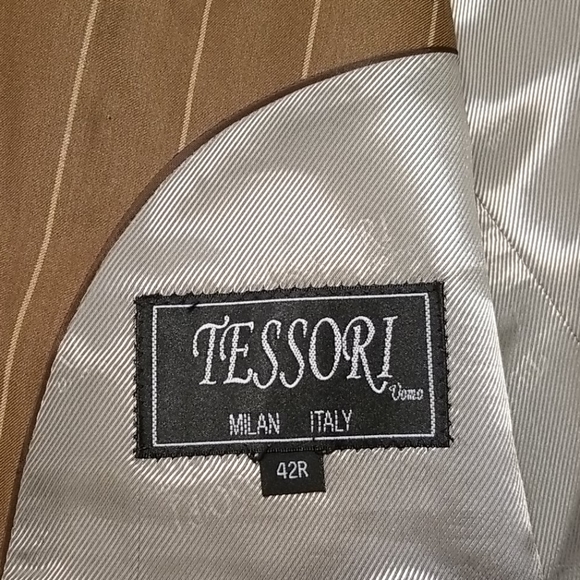 TESSORI
Uomo
MILAN ITALY
42R